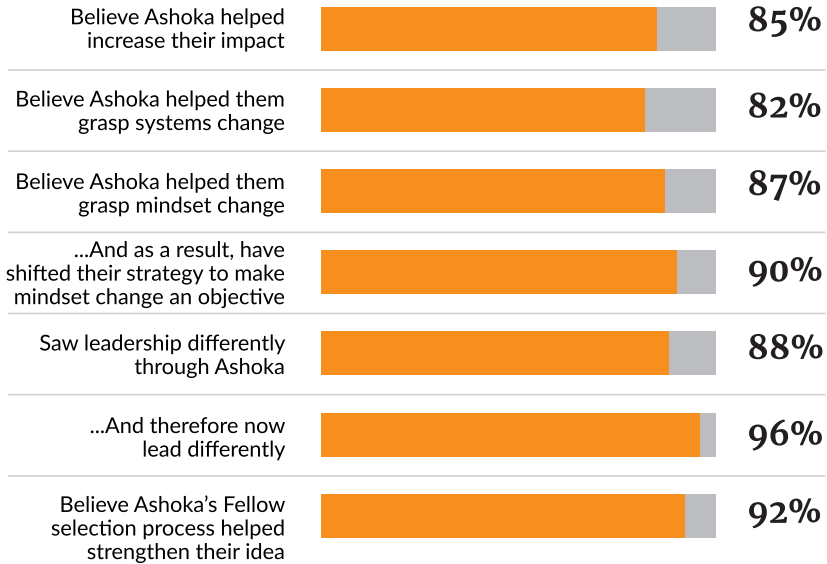 Believe Ashoka helped
increase their impact
85%
Believe Ashoka helped them
grasp systems change
82%
Believe Ashoka helped them
grasp mindset change
87%
...And as a result, have
shifted their strategy to make
mindset change an objective
90%
Saw leadership differently
through Ashoka
88%
...And therefore now
lead differently
96%
Believe Ashoka’s Fellow
selection process helped
strengthen their idea
92%